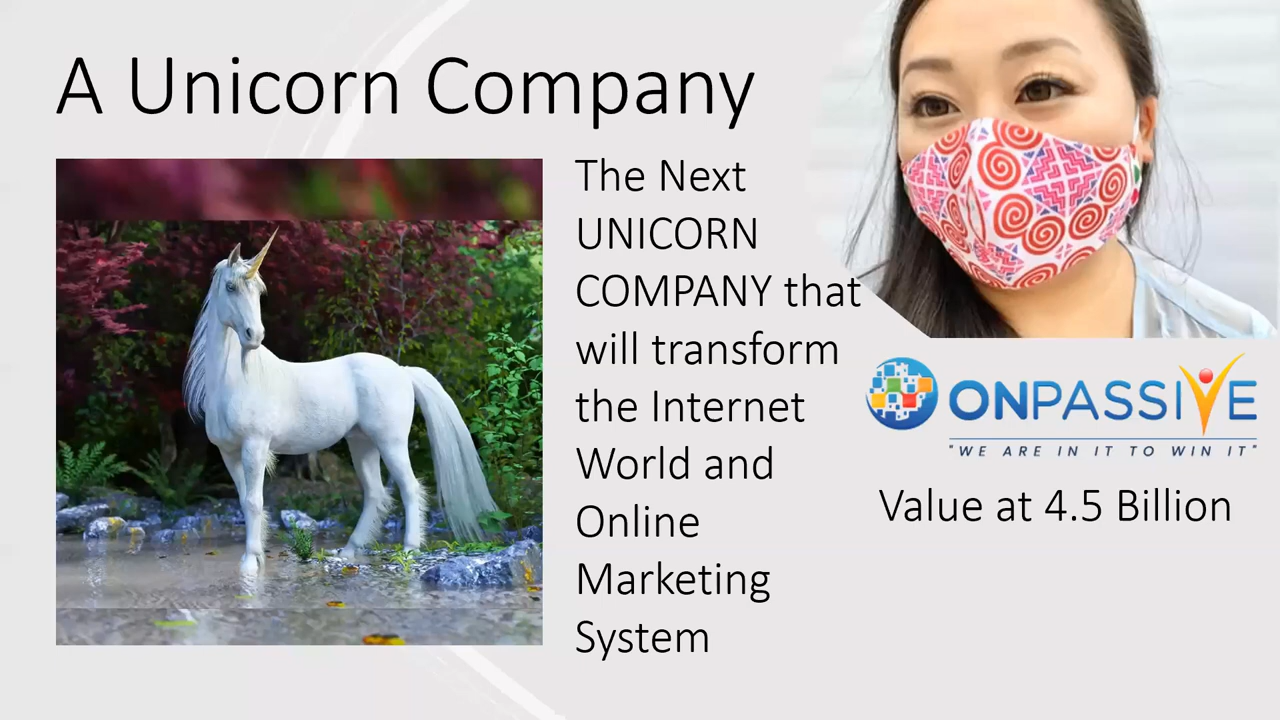 A Unicorn Company
The Next
UNICORN
COMPANY that
will transform
the Internet
World and
Online
Marketing
System
ONPASSIVE
"WE ARE IN IT TO WIN IT"
Value at 4.5 Billion